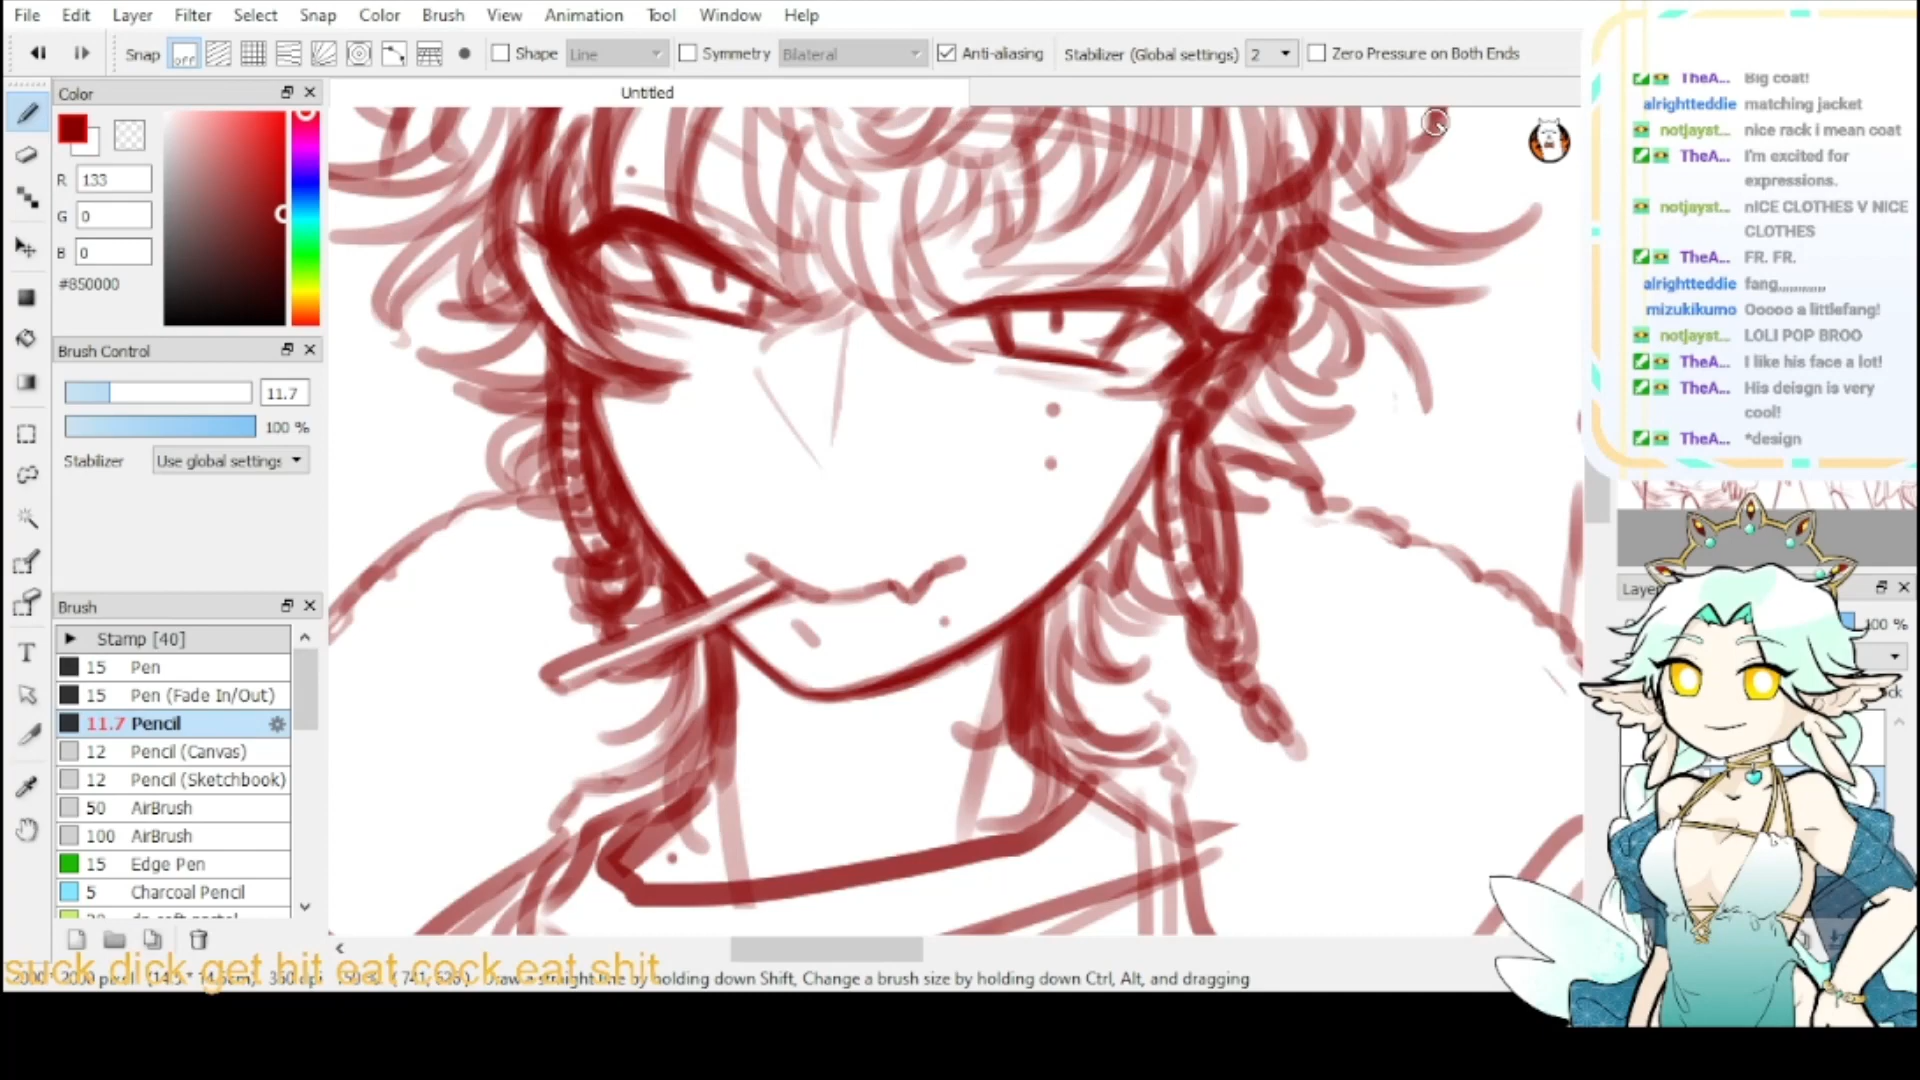 File Edit Layer Filter Select Snap Color Brush View Animation Tool Window Help
Snap off Shape Line Symmetry Bilateral Anti-aliasing Stabilizer (Global settings) 2 Zero Pressure on Both Ends
Color
Untitled
R 133
G 0
B 0
#850000
Brush Control
11.7
100 %
Stabilizer Use global settings
Brush
Stamp [40]
15 Pen
15 Pen (Fade In/Out)
11.7 Pencil
12 Pencil (Canvas)
12 Pencil (Sketchbook)
50 AirBrush
100 AirBrush
15 Edge Pen
5 Charcoal Pencil
T
TheA... Big coat!
alrightteddie matching jacket
notjayst... nice rack i mean coat
TheA... I'm excited for
expressions.
notjayst... nICE CLOTHES V NICE
CLOTHES
TheA... FR. FR.
alrightteddie fang,,,,,,,,,,,,,
mizukikumo Ooooo a littlefang!
notjayst... LOLI POP BROO
TheA... I like his face a lot!
TheA... His deisgn is very
cool!
TheA... *design
100 %
suck dick get hit eat cock eat shit
holding down Shift, Change a brush size by holding down Ctrl, Alt, and dragging